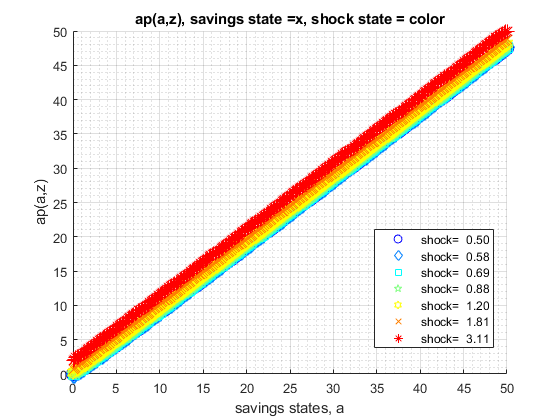 ap(a,z), savings state =x, shock state = color
50
45
40
35
30
25
20
15
10
5
0
ap(a,z)
shock= 0.50
shock= 0.58
shock= 0.69
shock= 0.88
shock= 1.20
shock= 1.81
shock= 3.11
0 5 10 15 20 25 30 35 40 45 50
savings states, a